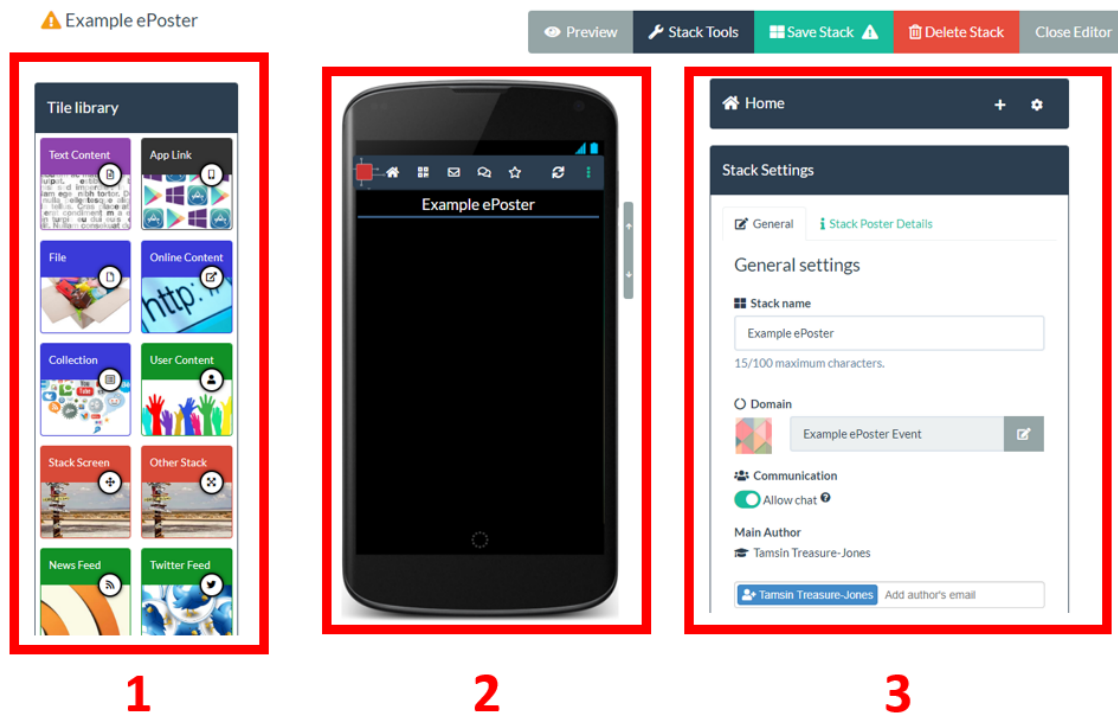 Example ePoster
Preview
Stack Tools
Save Stack
Delete Stack
Close Editor
Tile library
Text Content
App Link
File
Online Content
http:
Collection
User Content
Stack Screen
Other Stack
News Feed
Twitter Feed
Example ePoster
Home
Stack Settings
General
Stack Poster Details
General settings
Stack name
Example ePoster
15/100 maximum characters.
Domain
Example ePoster Event
Communication
Allow chat
Main Author
Tamsin Treasure-Jones
Tamsin Treasure-Jones Add author's email
1
2
3